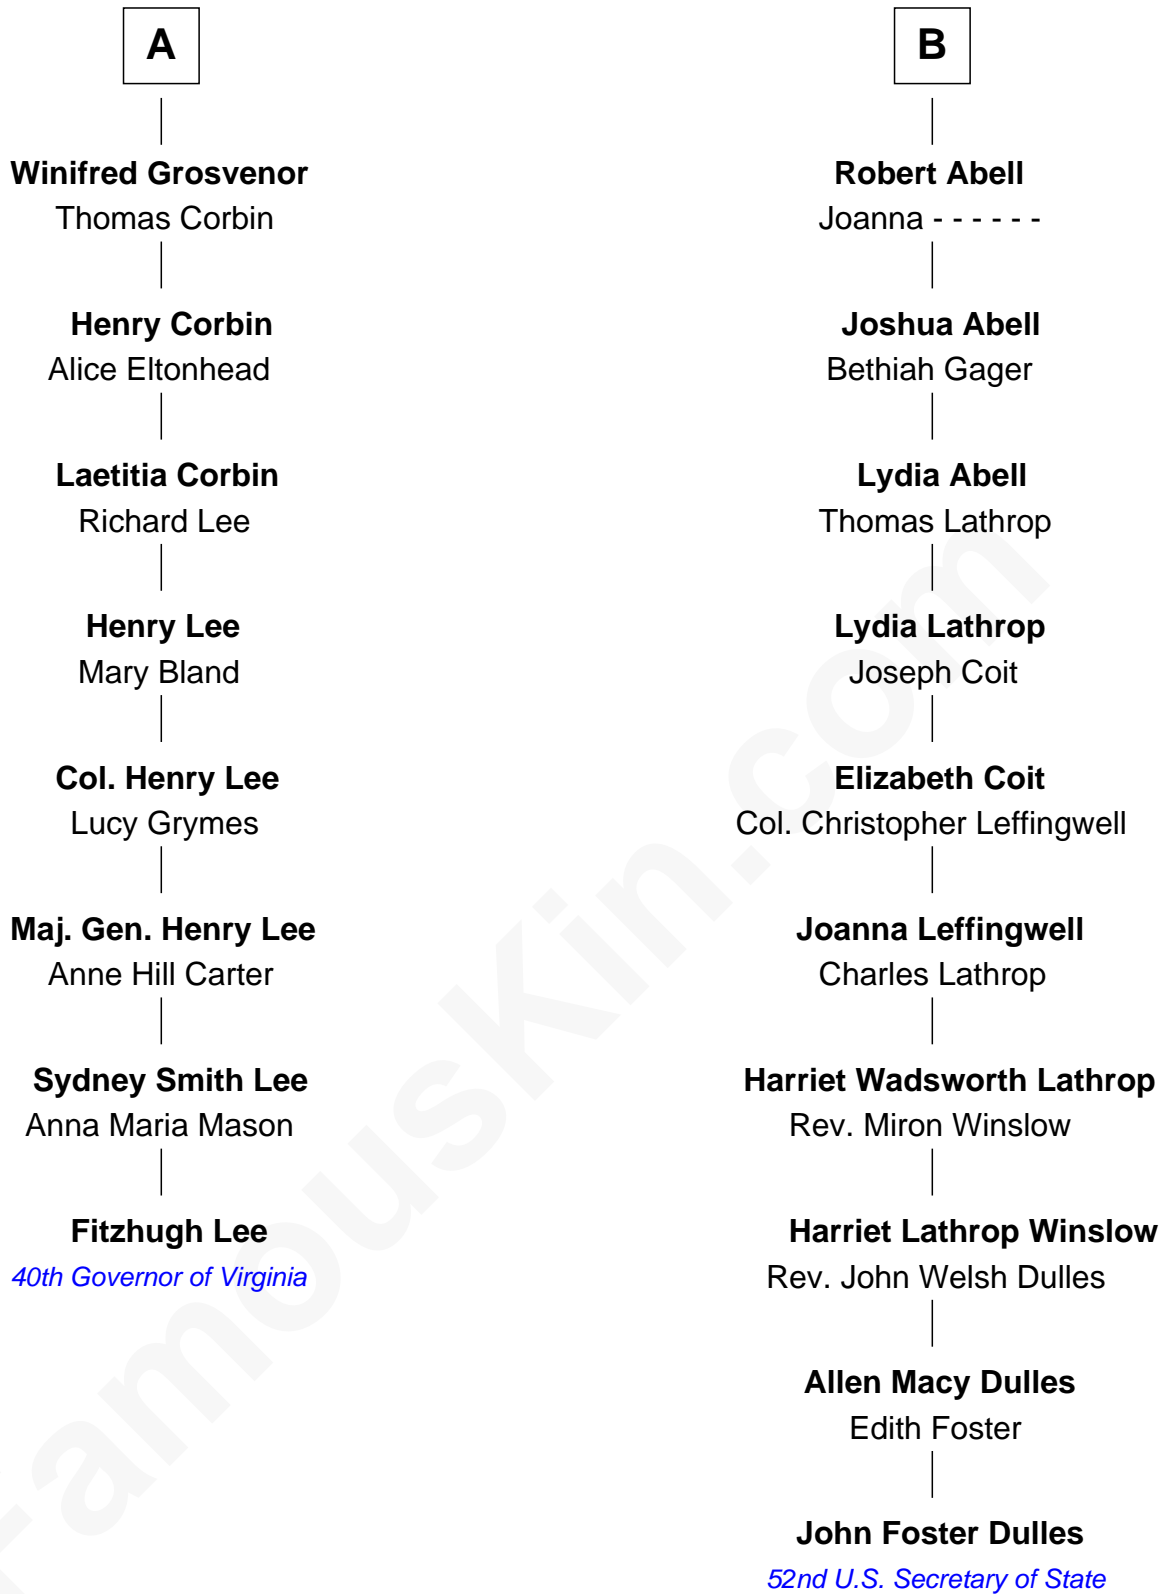 A
Winifred Grosvenor
Thomas Corbin
Henry Corbin
Alice Eltonhead
Laetitia Corbin
Richard Lee
Henry Lee
Mary Bland
Col. Henry Lee
Lucy Grymes
Maj. Gen. Henry Lee
Anne Hill Carter
Sydney Smith Lee
Anna Maria Mason
Fitzhugh Lee
40th Governor of Virginia
B
Robert Abell
Joanna - - - - - -
Joshua Abell
Bethiah Gager
Lydia Abell
Thomas Lathrop
Lydia Lathrop
Joseph Coit
Elizabeth Coit
Col. Christopher Leffingwell
Joanna Leffingwell
Charles Lathrop
Harriet Wadsworth Lathrop
Rev. Miron Winslow
Harriet Lathrop Winslow
Rev. John Welsh Dulles
Allen Macy Dulles
Edith Foster
John Foster Dulles
52nd U.S. Secretary of State
FamousKin.com